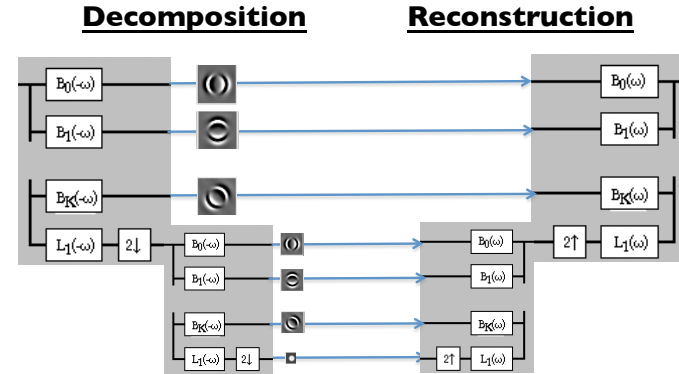 Decomposition Reconstruction
B₀(-ω) B₀(ω)
B₁(-ω) B₁(ω)
Bₖ(-ω) Bₖ(ω)
L₁(-ω) 2↓ B₀(-ω) B₀(ω) 2↑ L₁(ω)
B₁(-ω) B₁(ω)
Bₖ(-ω) Bₖ(ω)
L₁(-ω) 2↓ 2↑ L₁(ω)